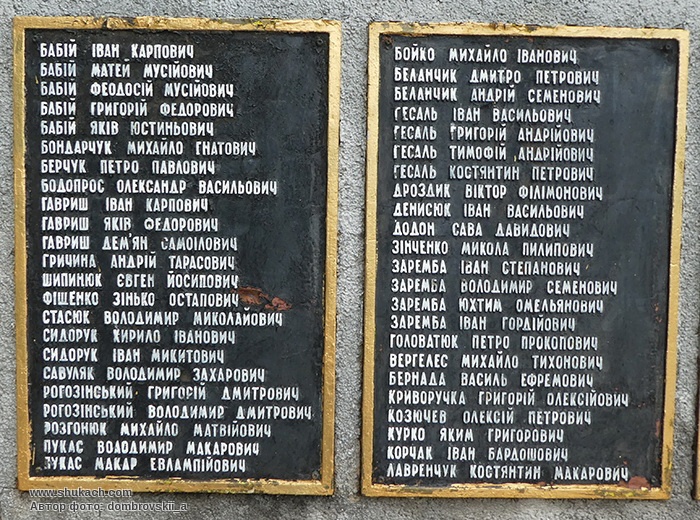 БАБІЙ ІВАН КАРПОВИЧ
БАБІЙ МАТЕЙ МУСІЙОВИЧ
БАБІЙ ФЕОДОСІЙ МУСІЙОВИЧ
БАБІЙ ГРИГОРІЙ ФЕДОРОВИЧ
БАБІЙ ЯКІВ ЮСТИНЬОВИЧ
БОНДАРЧУК МИХАЙЛО ГНАТОВИЧ
БЕРЧУК ПЕТРО ПАВЛОВИЧ
ВОДОПРОС ОЛЕКСАНДР ВАСИЛЬОВИЧ
ГАВРИШ ІВАН КАРПОВИЧ
ГАВРИШ ЯКІВ ФЕДОРОВИЧ
ГАВРИШ ДЕМ'ЯН САМОІЛОВИЧ
ГРИЧИНА АНДРІЙ ТАРАСОВИЧ
ШИПИНЮК ЄВГЕН ЙОСИПОВИЧ
ФІЩЕНКО ЗІНЬКО ОСТАПОВИЧ
СТАСЮК ВОЛОДИМИР МИКОЛАЙОВИЧ
СИДОРУК КИРИЛО ІВАНОВИЧ
СИДОРУК ІВАН МИКИТОВИЧ
САВУЛЯК ВОЛОДИМИР ЗАХАРОВИЧ
РОГОЗІНСЬКИЙ ГРИГОРІЙ ДМИТРОВИЧ
РОГОЗІНСЬКИЙ ВОЛОДИМИР ДМИТРОВИЧ
РОЗГОНЮК МИХАЙЛО МАТВІЙОВИЧ
ПУКАС ВОЛОДИМИР МАКАРОВИЧ
ПУКАС МАКАР ЕВЛАМПІЙОВИЧ
БОЙКО МИХАЙЛО ІВАНОВИЧ
БЕЛАНЧИК ДМИТРО ПЕТРОВИЧ
БЕЛАНЧИК АНДРІЙ СЕМЕНОВИЧ
ГЕСАЛЬ ІВАН ВАСИЛЬОВИЧ
ГЕСАЛЬ ГРИГОРІЙ АНДРІЙОВИЧ
ГЕСАЛЬ ТИМОФІЙ АНДРІЙОВИЧ
ГЕСАЛЬ КОСТЯНТИН ПЕТРОВИЧ
ДРОЗДИК ВІКТОР ФІЛІМОНОВИЧ
ДЕНИСЮК ІВАН ВАСИЛЬОВИЧ
ДОДОН САВА ДАВИДОВИЧ
ЗІНЧЕНКО МИКОЛА ПИЛИПОВИЧ
ЗАРЕМБА ІВАН СТЕПАНОВИЧ
ЗАРЕМБА ВОЛОДИМИР СЕМЕНОВИЧ
ЗАРЕМБА ЮХТИМ ОМЕЛЬЯНОВИЧ
ЗАРЕМБА ІВАН ГОРДІЙОВИЧ
ГОЛОВАТЮК ПЕТРО ПРОКОПОВИЧ
ВЕРГЕЛЕС МИХАЙЛО ТИХОНОВИЧ
БЕРНАДА ВАСИЛЬ ЕФРЕМОВИЧ
КРИВОРУЧКА ГРИГОРІЙ ОЛЕКСІЙОВИЧ
КОЗЮЧЕВ ОЛЕКСІЙ ПЕТРОВИЧ
КУРКО ЯКИМ ГРИГОРОВИЧ
КОРЧАК ІВАН БАРДОШОВИЧ
ЛАВРЕНЧУК КОСТЯНТИН МАКАРОВИЧ
www.shukach.com
Автор фото- dombrovskii_a